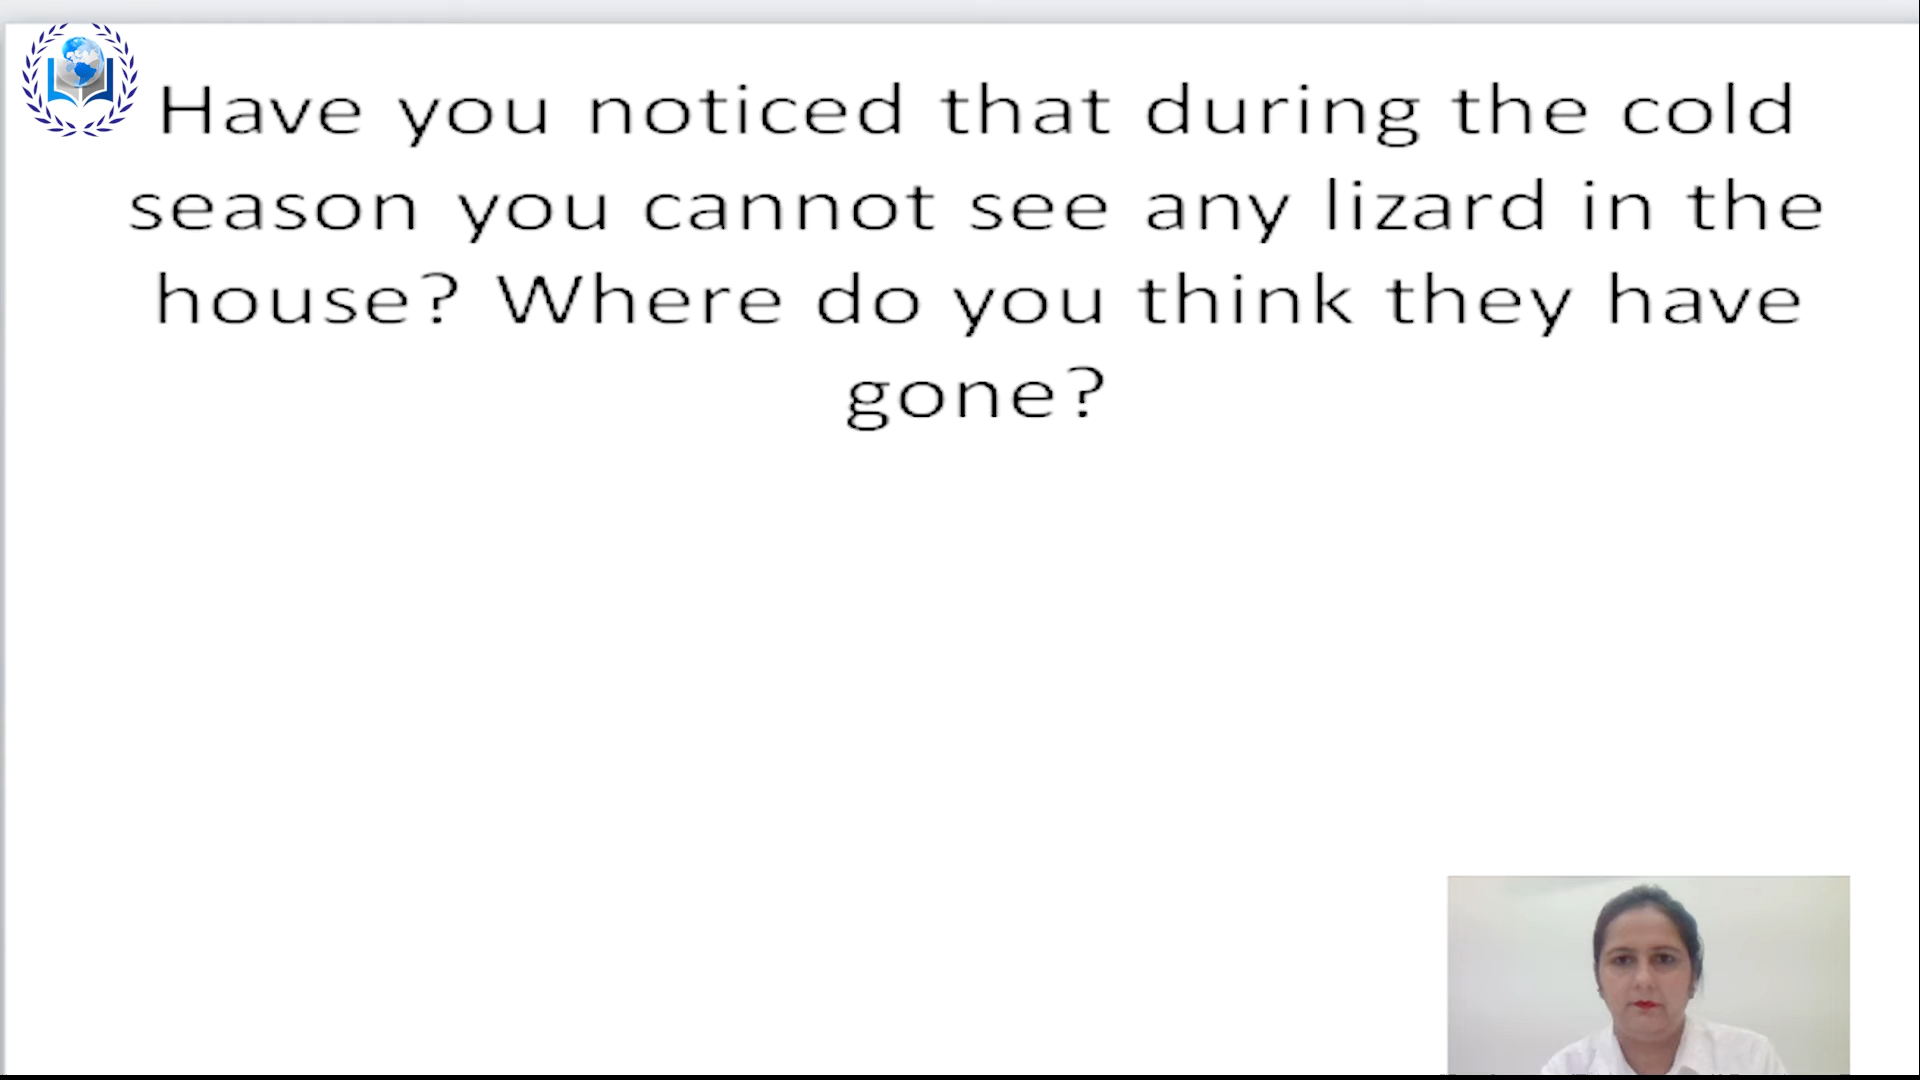 Have you noticed that during the cold
season you cannot see any lizard in the
house? Where do you think they have
gone?